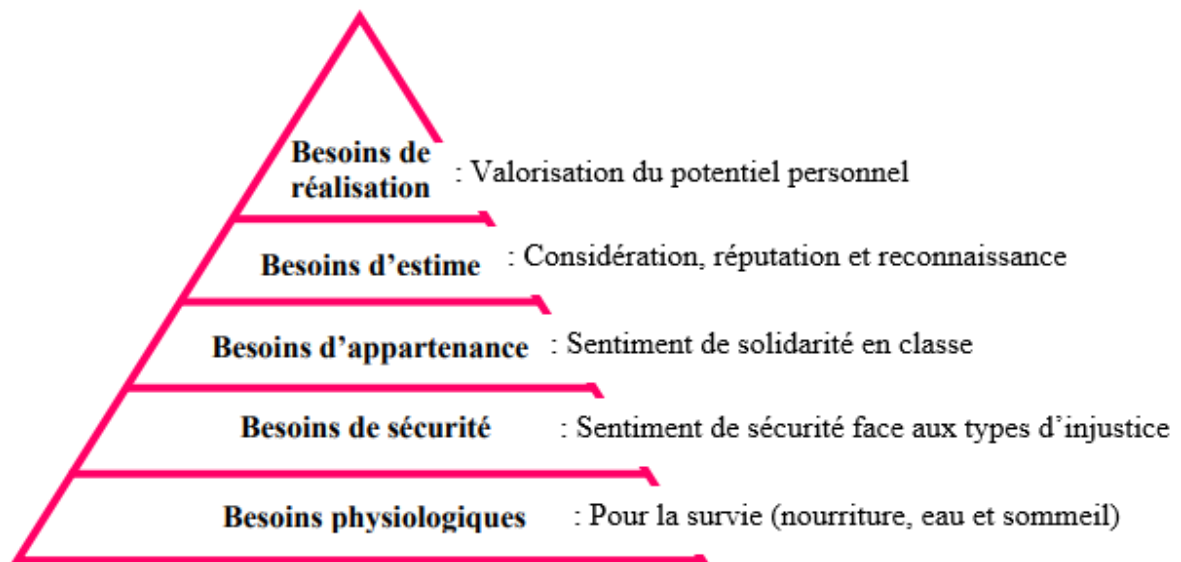 Besoins de
réalisation : Valorisation du potentiel personnel
Besoins d’estime : Considération, réputation et reconnaissance
Besoins d’appartenance : Sentiment de solidarité en classe
Besoins de sécurité : Sentiment de sécurité face aux types d’injustice
Besoins physiologiques : Pour la survie (nourriture, eau et sommeil)